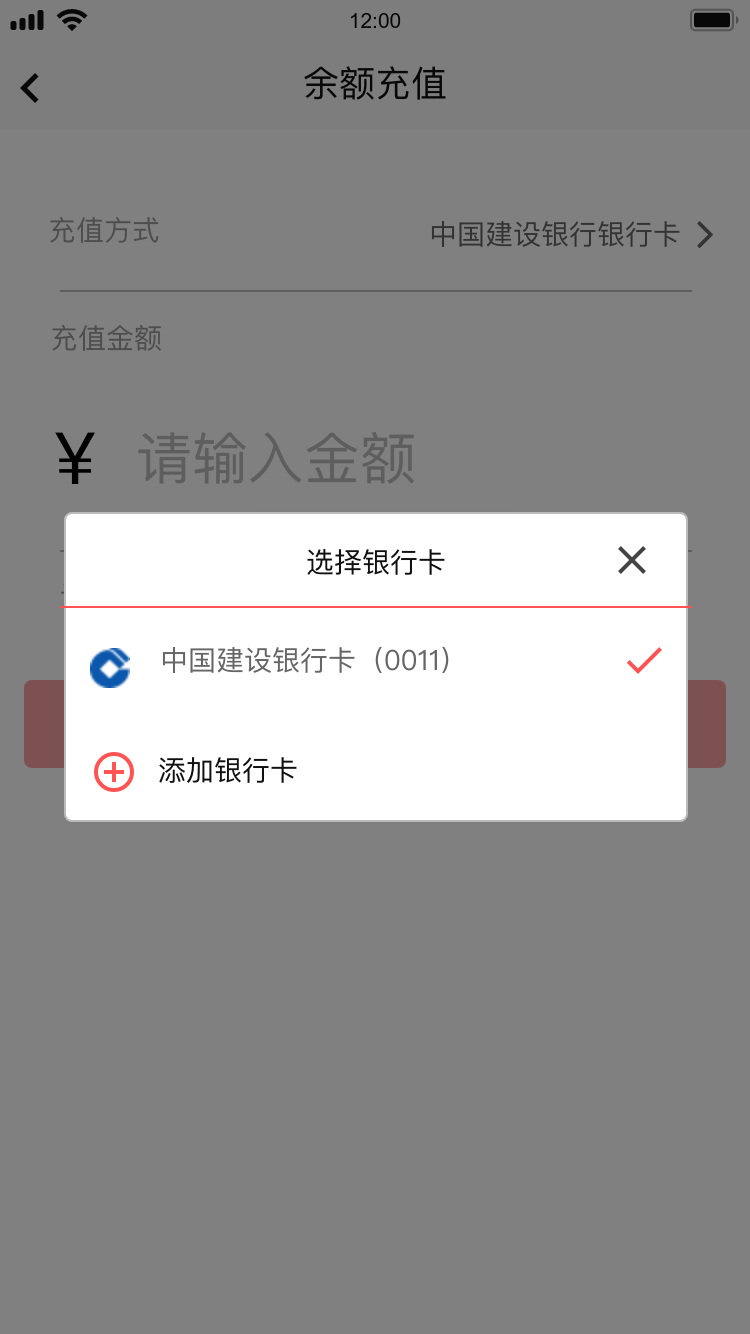 12:00
余额充值
充值方式
中国建设银行银行卡
充值金额
¥ 请输入金额
选择银行卡
中国建设银行卡（0011）
添加银行卡